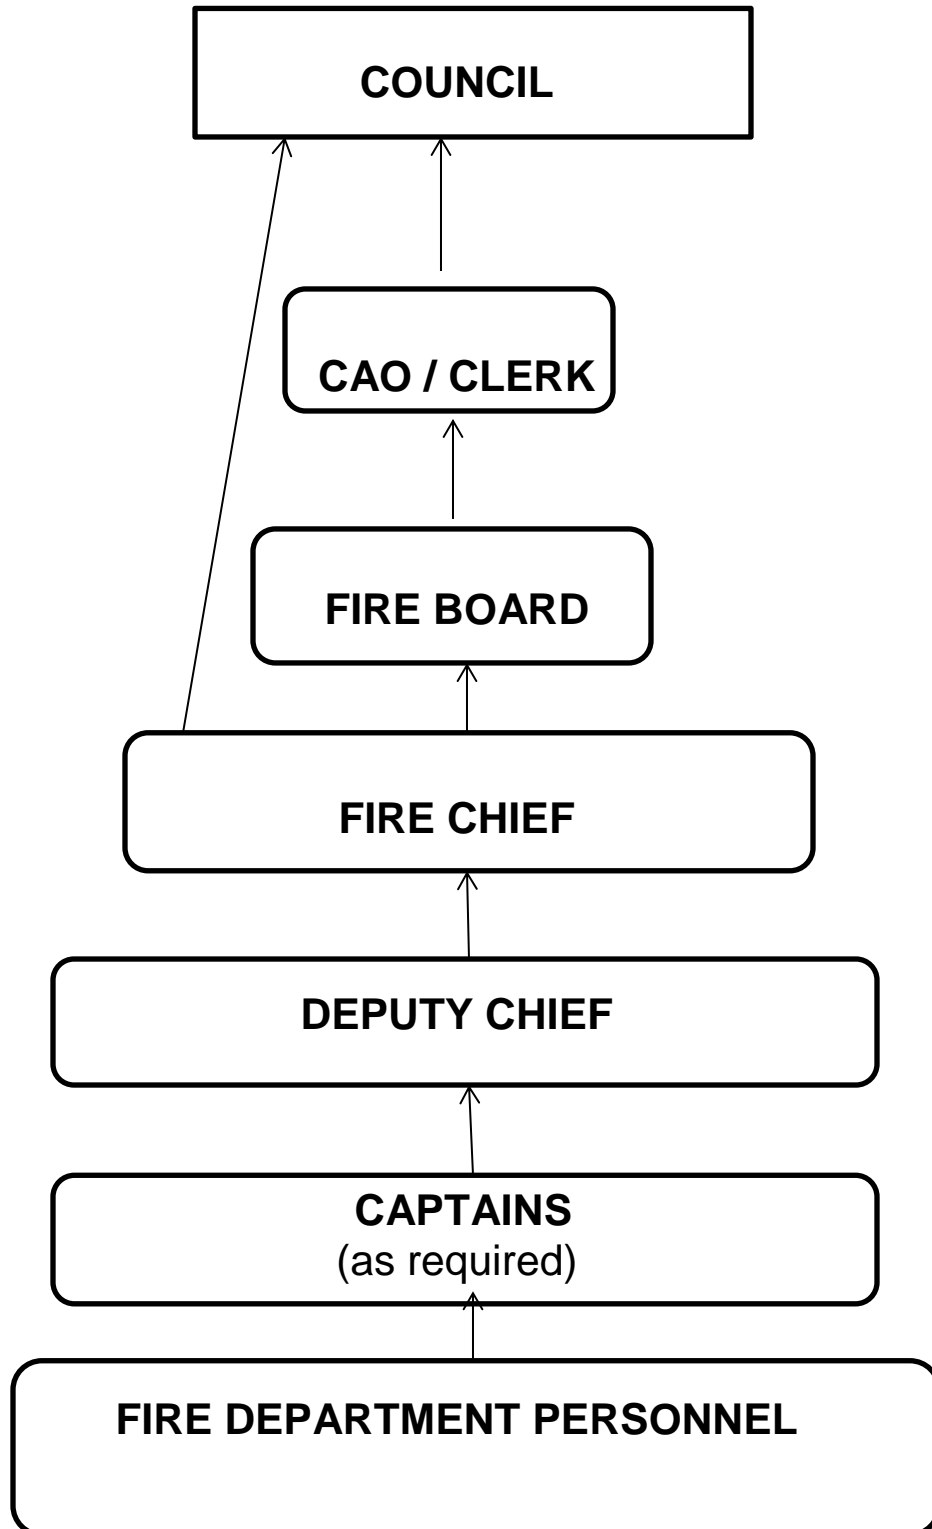 COUNCIL
CAO / CLERK
FIRE BOARD
FIRE CHIEF
DEPUTY CHIEF
CAPTAINS
(as required)
FIRE DEPARTMENT PERSONNEL